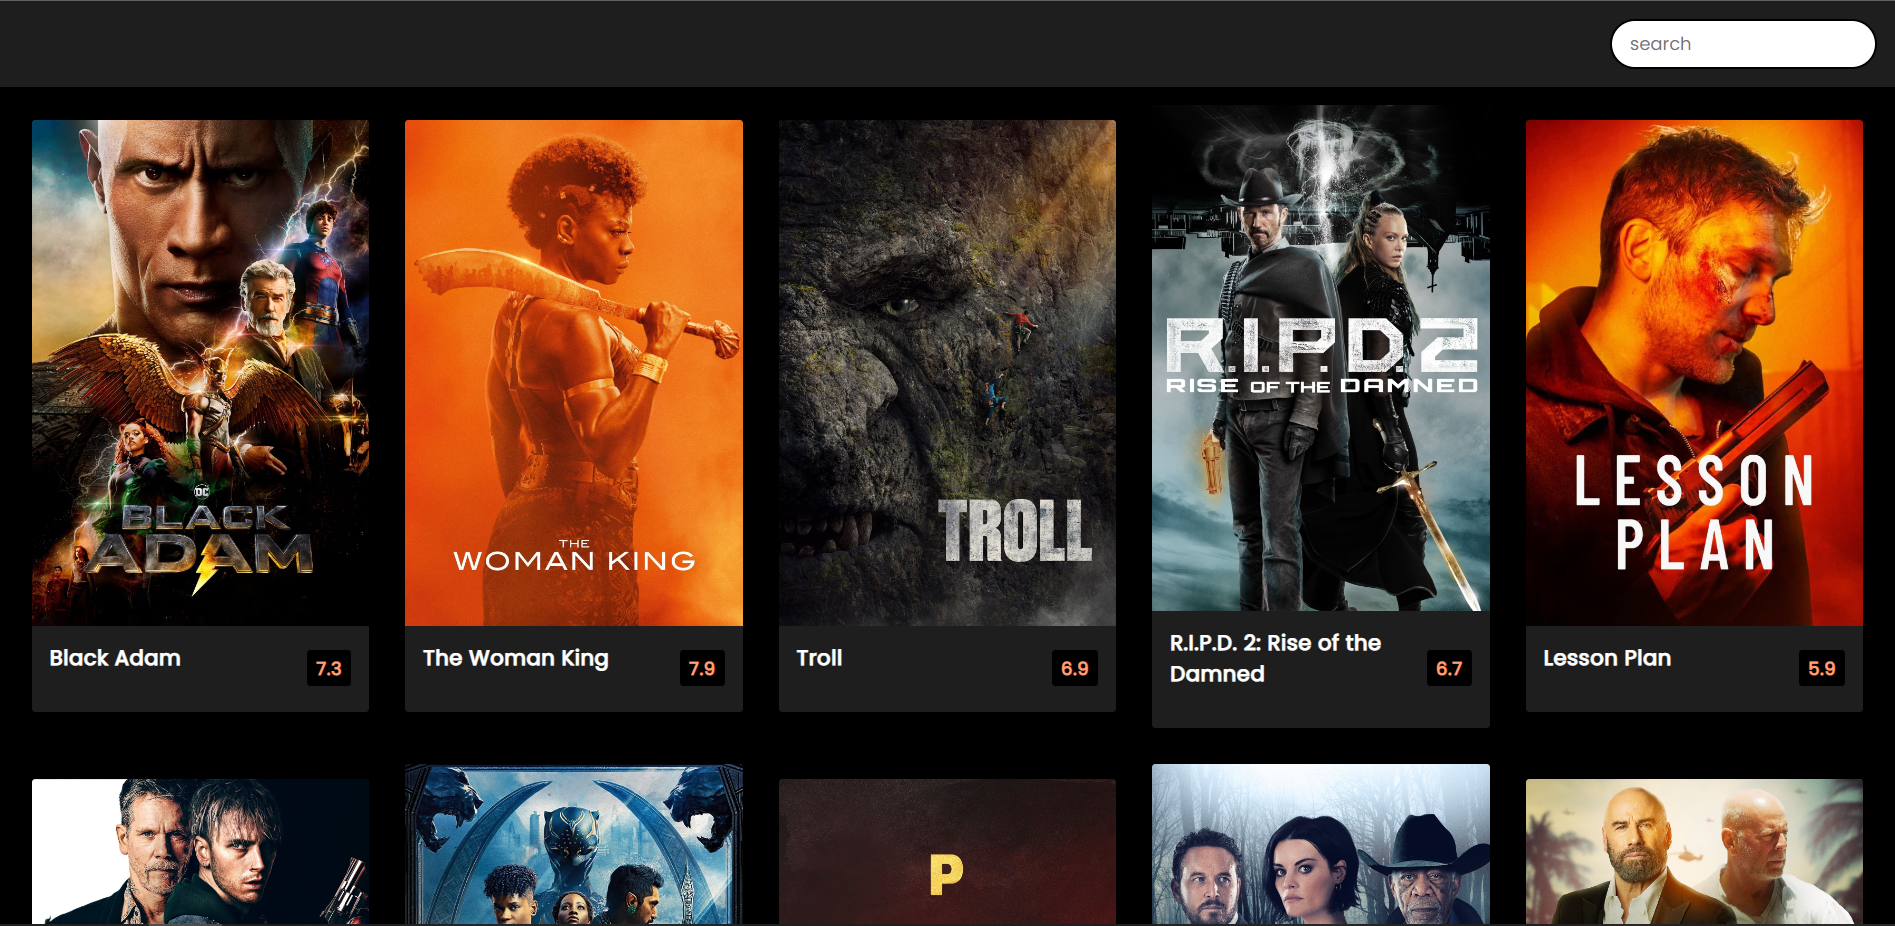 search
DC
BLACK
ADAM
THE
WOMAN KING
TROLL
R.I.P.D.2
RISE OF THE DAMNED
LESSON
PLAN
Black Adam
7.3
The Woman King
7.9
Troll
6.9
R.I.P.D. 2: Rise of the
Damned
6.7
Lesson Plan
5.9
P